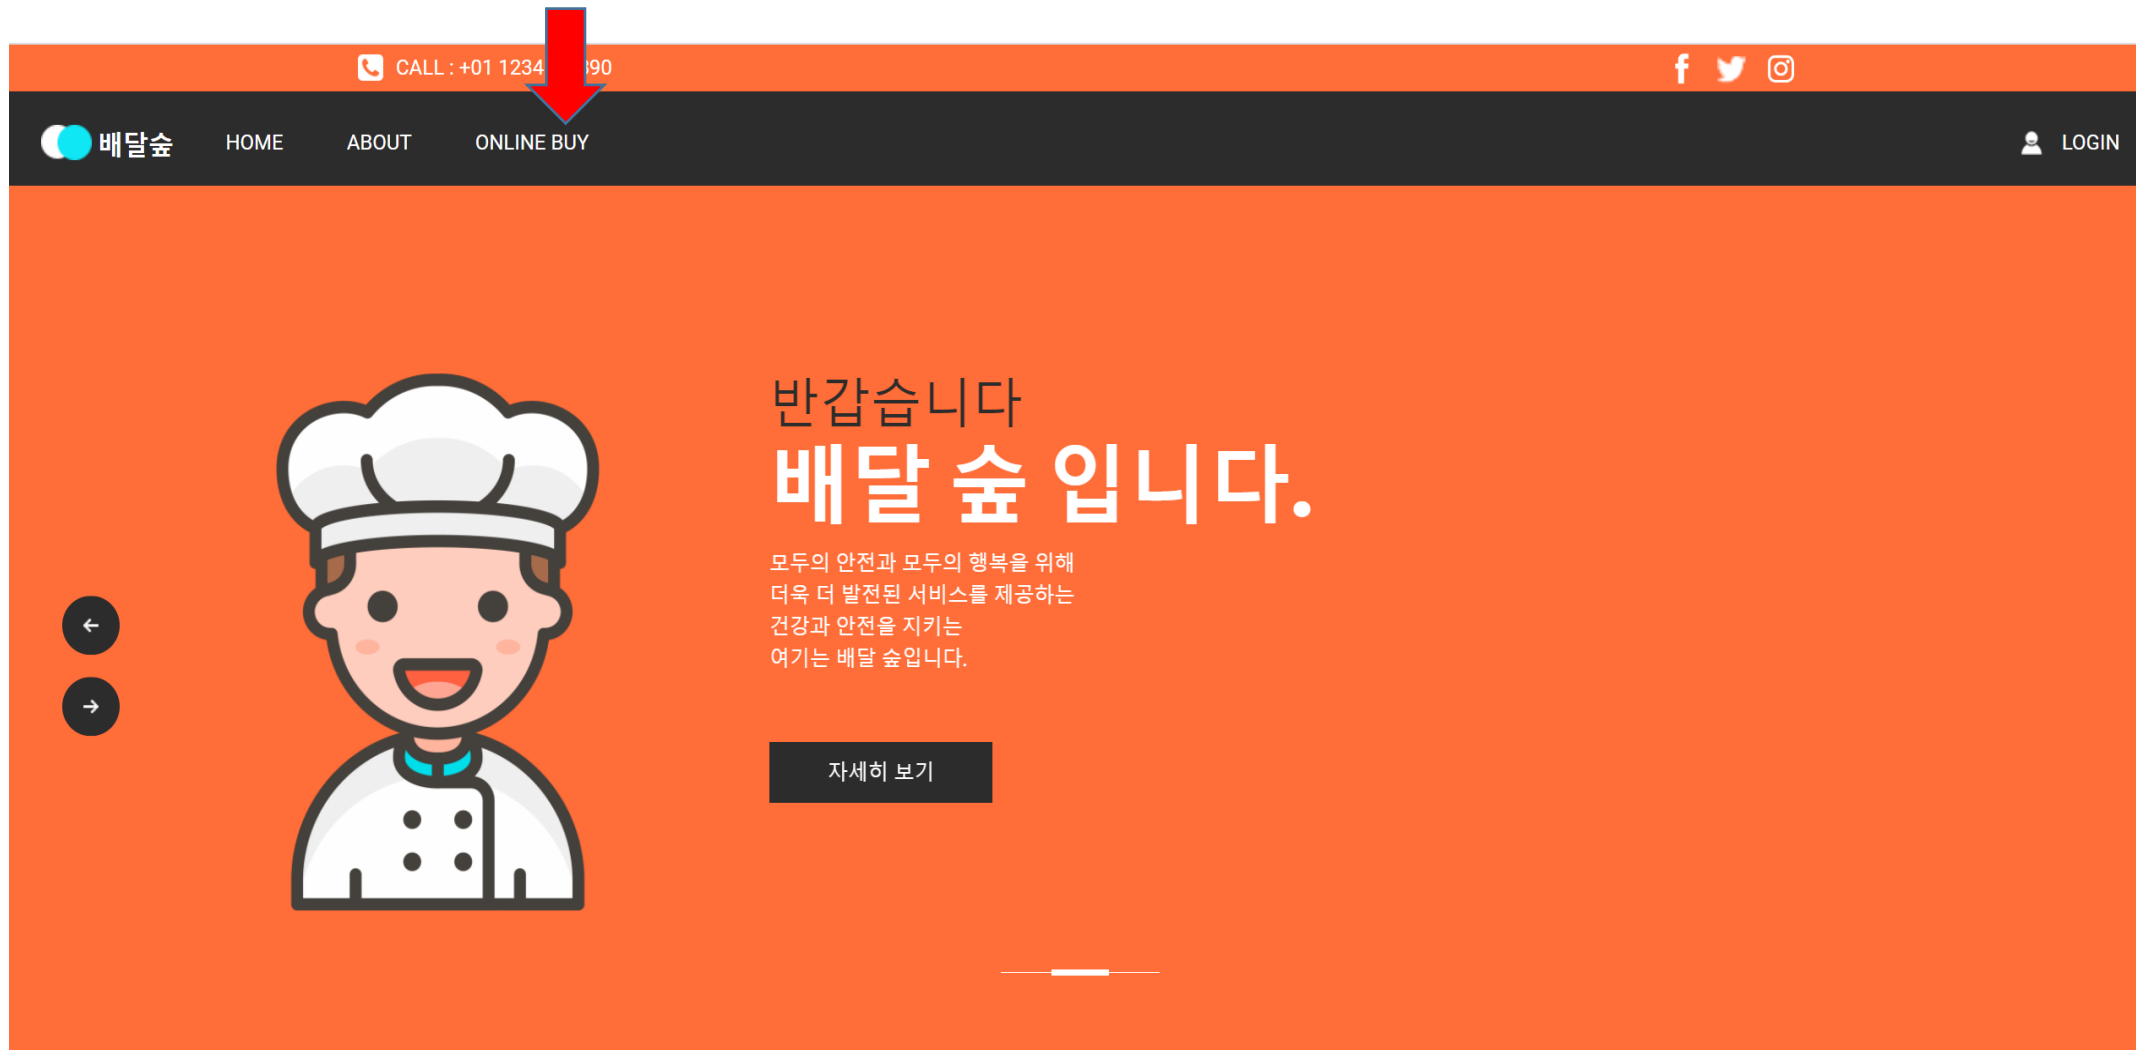 CALL : +01 1234 890
배달숲
HOME
ABOUT
ONLINE BUY
LOGIN
반갑습니다
배달 숲 입니다.
모두의 안전과 모두의 행복을 위해
더욱 더 발전된 서비스를 제공하는
건강과 안전을 지키는
여기는 배달 숲입니다.
자세히 보기